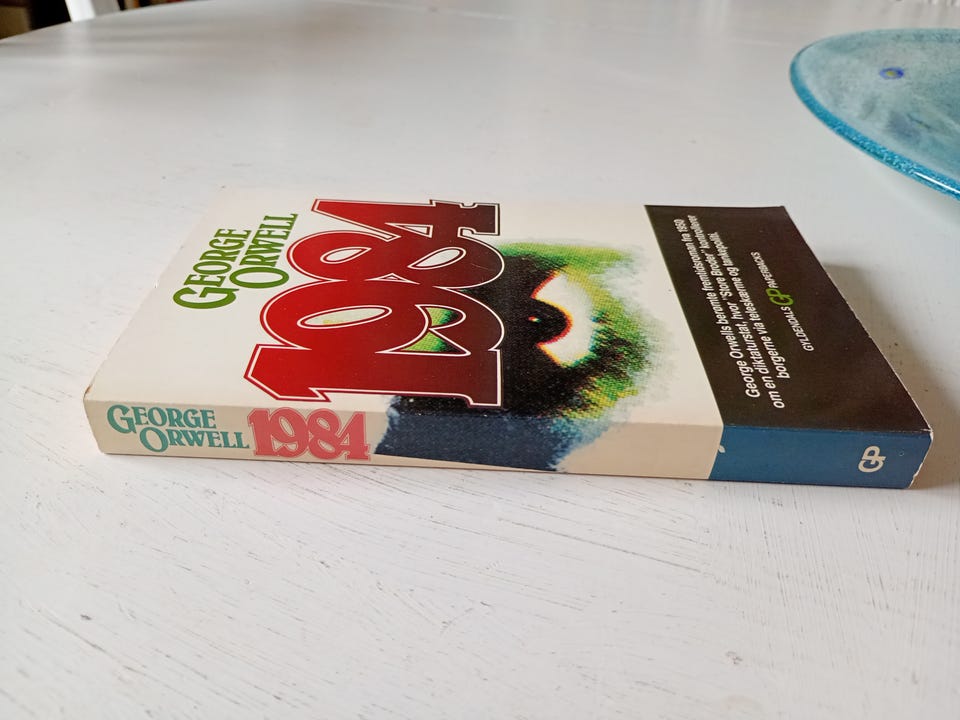 GEORGE
ORWELL
1984
George Orwells berømte fremtidsroman fra 1950
om en diktaturstat, hvor "Store Broder" kontrollerer
borgerne via teleskærme og tankepoliti.
GYLDENDALS GP PAPERBACKS
GEORGE
ORWELL
1984
GP